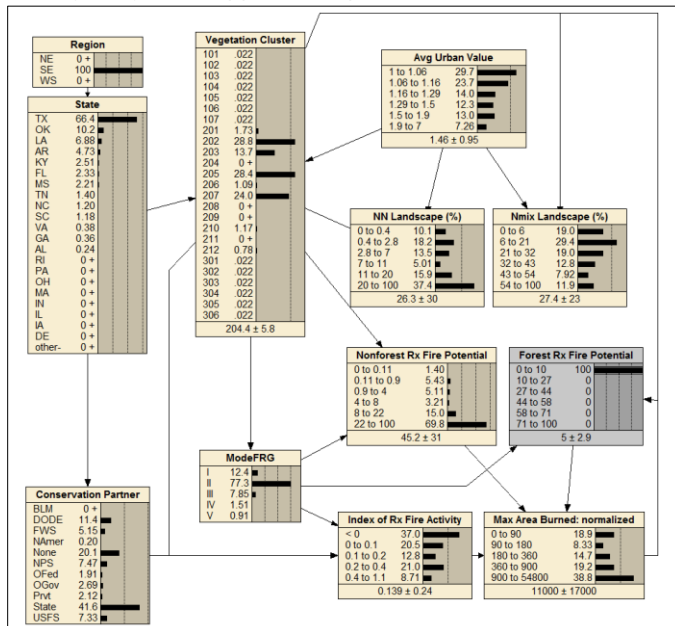 Region
NE 0 +
SE 100
WS 0 +
State
TX 66.4
OK 10.2
LA 6.88
AR 4.73
KY 2.51
FL 2.33
MS 2.21
TN 1.40
NC 1.20
SC 1.18
VA 0.38
GA 0.36
AL 0.24
RI 0 +
PA 0 +
OH 0 +
MA 0 +
IN 0 +
IL 0 +
IA 0 +
DE 0 +
other- 0 +
Conservation Partner
BLM 0 +
DODE 11.4
FWS 5.15
NAmer 0.20
None 20.1
NPS 7.47
OFed 1.91
OGov 2.69
Prvt 2.12
State 41.6
USFS 7.33
Vegetation Cluster
101 .022
102 .022
103 .022
104 .022
105 .022
106 .022
107 .022
201 1.73
202 28.8
203 13.7
204 0 +
205 28.4
206 1.09
207 24.0
208 0 +
209 0 +
210 1.17
211 0 +
212 0.78
301 .022
302 .022
303 .022
304 .022
305 .022
306 .022
204.4 ± 5.8
ModeFRG
I 12.4
II 77.3
III 7.85
IV 1.51
V 0.91
Avg Urban Value
1 to 1.06 29.7
1.06 to 1.16 23.7
1.16 to 1.29 14.0
1.29 to 1.5 12.3
1.5 to 1.9 13.0
1.9 to 7 7.26
1.46 ± 0.95
NN Landscape (%)
0 to 0.4 10.1
0.4 to 2.8 18.2
2.8 to 7 13.5
7 to 11 5.01
11 to 20 15.9
20 to 100 37.4
26.3 ± 30
Nmix Landscape (%)
0 to 6 19.0
6 to 21 29.4
21 to 32 19.0
32 to 43 12.8
43 to 54 7.92
54 to 100 11.9
27.4 ± 23
Nonforest Rx Fire Potential
0 to 0.11 1.40
0.11 to 0.9 5.43
0.9 to 4 5.11
4 to 8 3.21
8 to 22 15.0
22 to 100 69.8
45.2 ± 31
Forest Rx Fire Potential
0 to 10 100
10 to 27 0
27 to 44 0
44 to 58 0
58 to 71 0
71 to 100 0
5 ± 2.9
Index of Rx Fire Activity
< 0 37.0
0 to 0.1 20.5
0.1 to 0.2 12.8
0.2 to 0.4 21.0
0.4 to 1.1 8.71
0.139 ± 0.24
Max Area Burned: normalized
0 to 90 18.9
90 to 180 8.33
180 to 360 14.7
360 to 900 19.2
900 to 54800 38.8
11000 ± 17000